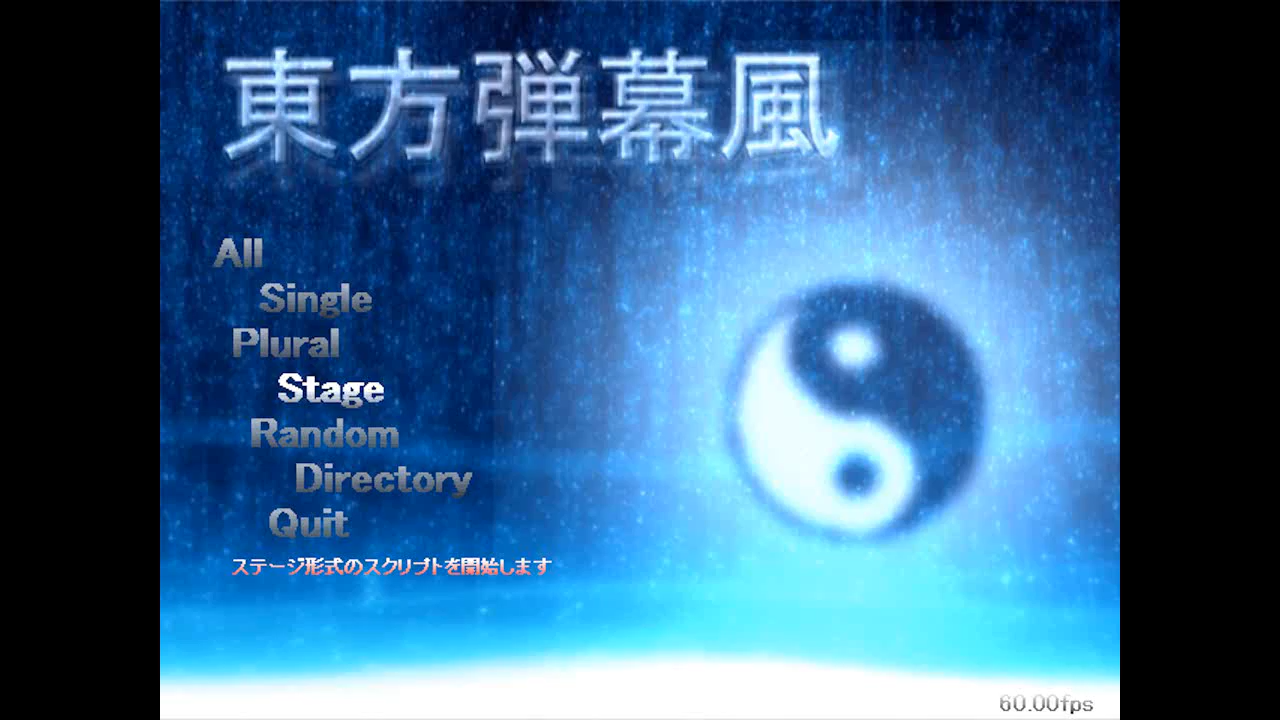 東方弾幕風
All
Single
Plural
Stage
Random
Directory
Quit
ステージ形式のスクリプトを開始します
60.00fps